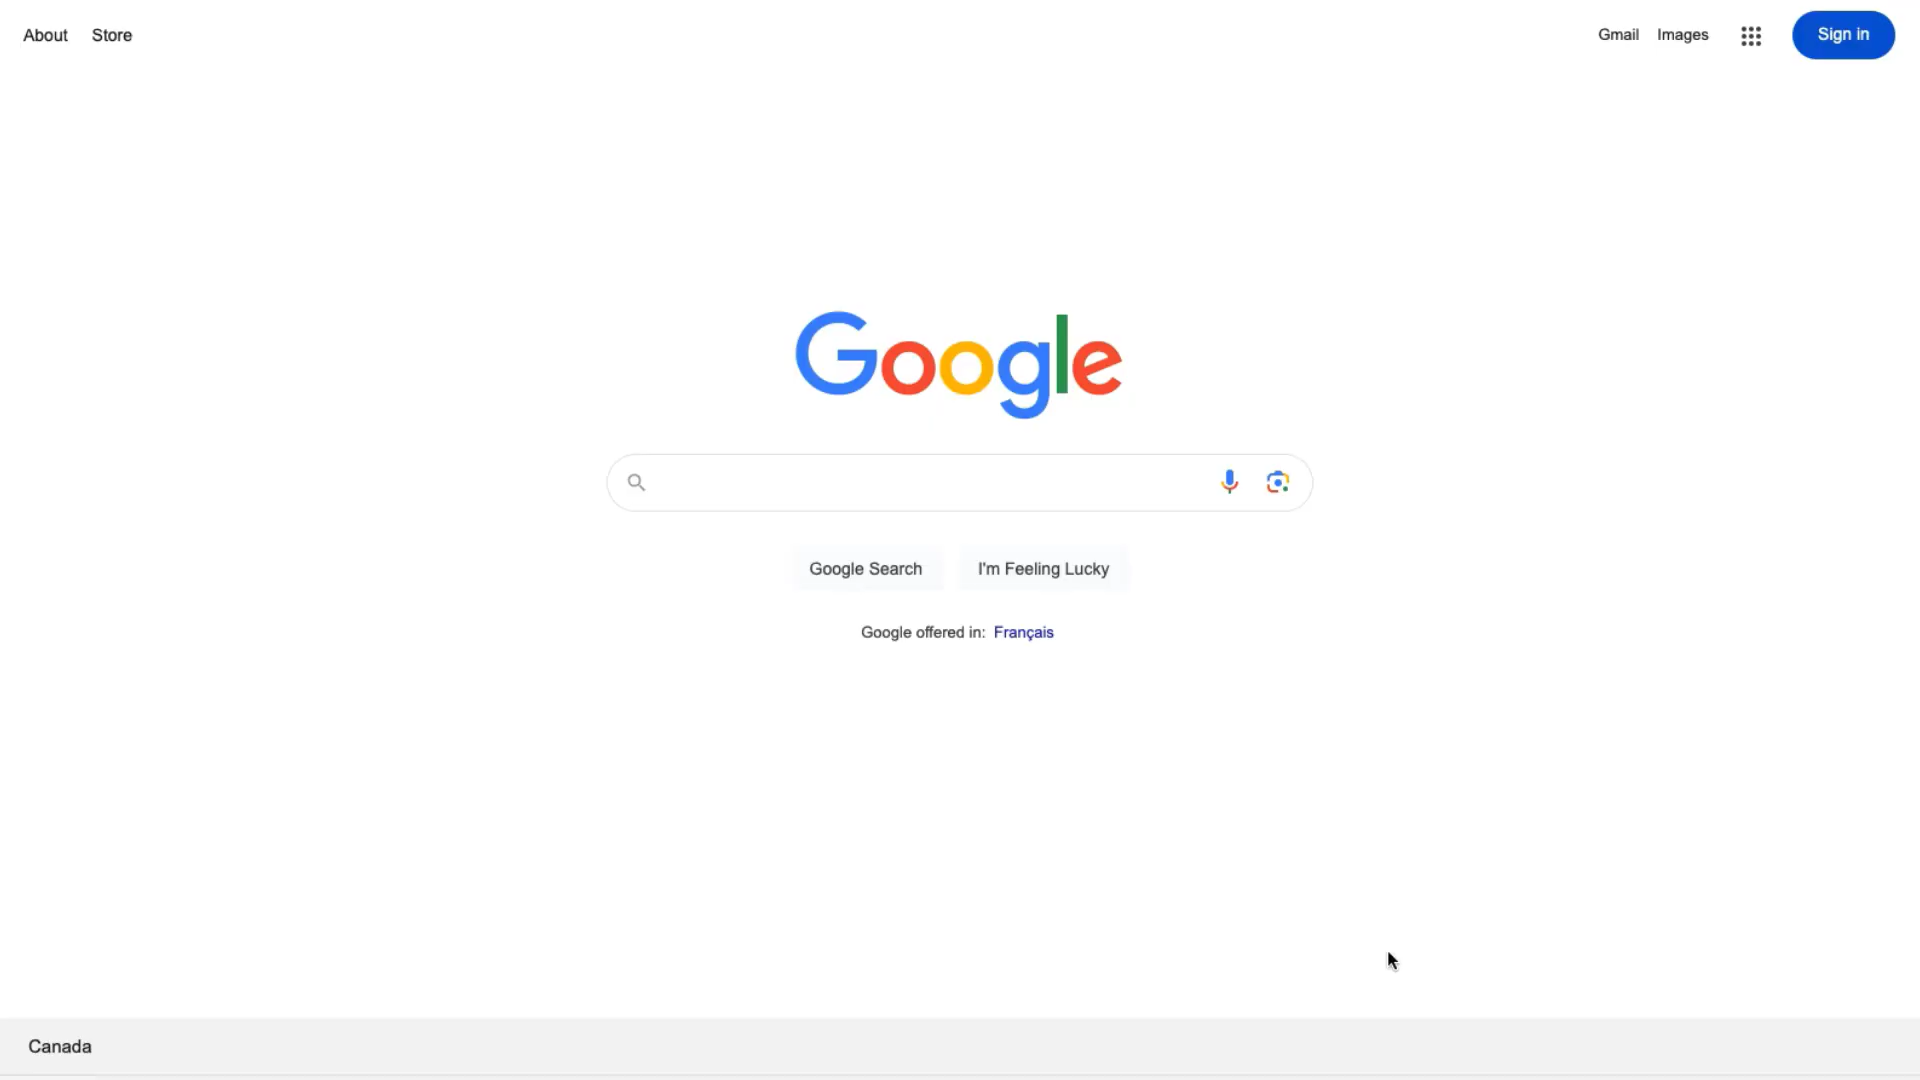 About Store Gmail Images Sign in
Google
Google Search I'm Feeling Lucky
Google offered in: Français
Canada